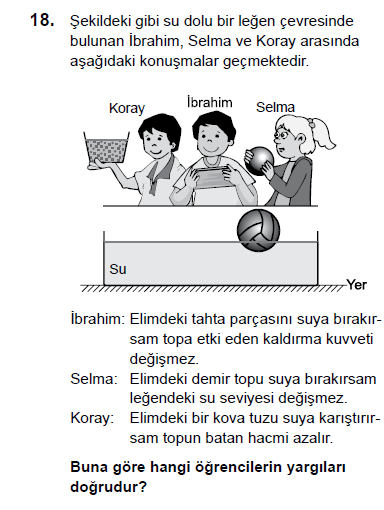 18. Şekildeki gibi su dolu bir leğen çevresinde
bulunan İbrahim, Selma ve Koray arasında
aşağıdaki konuşmalar geçmektedir.
Koray İbrahim Selma
Su
Yer
İbrahim: Elimdeki tahta parçasını suya bırakır-
sam topa etki eden kaldırma kuvveti
değişmez.
Selma: Elimdeki demir topu suya bırakırsam
leğendeki su seviyesi değişmez.
Koray: Elimdeki bir kova tuzu suya karıştırır-
sam topun batan hacmi azalır.
Buna göre hangi öğrencilerin yargıları
doğrudur?